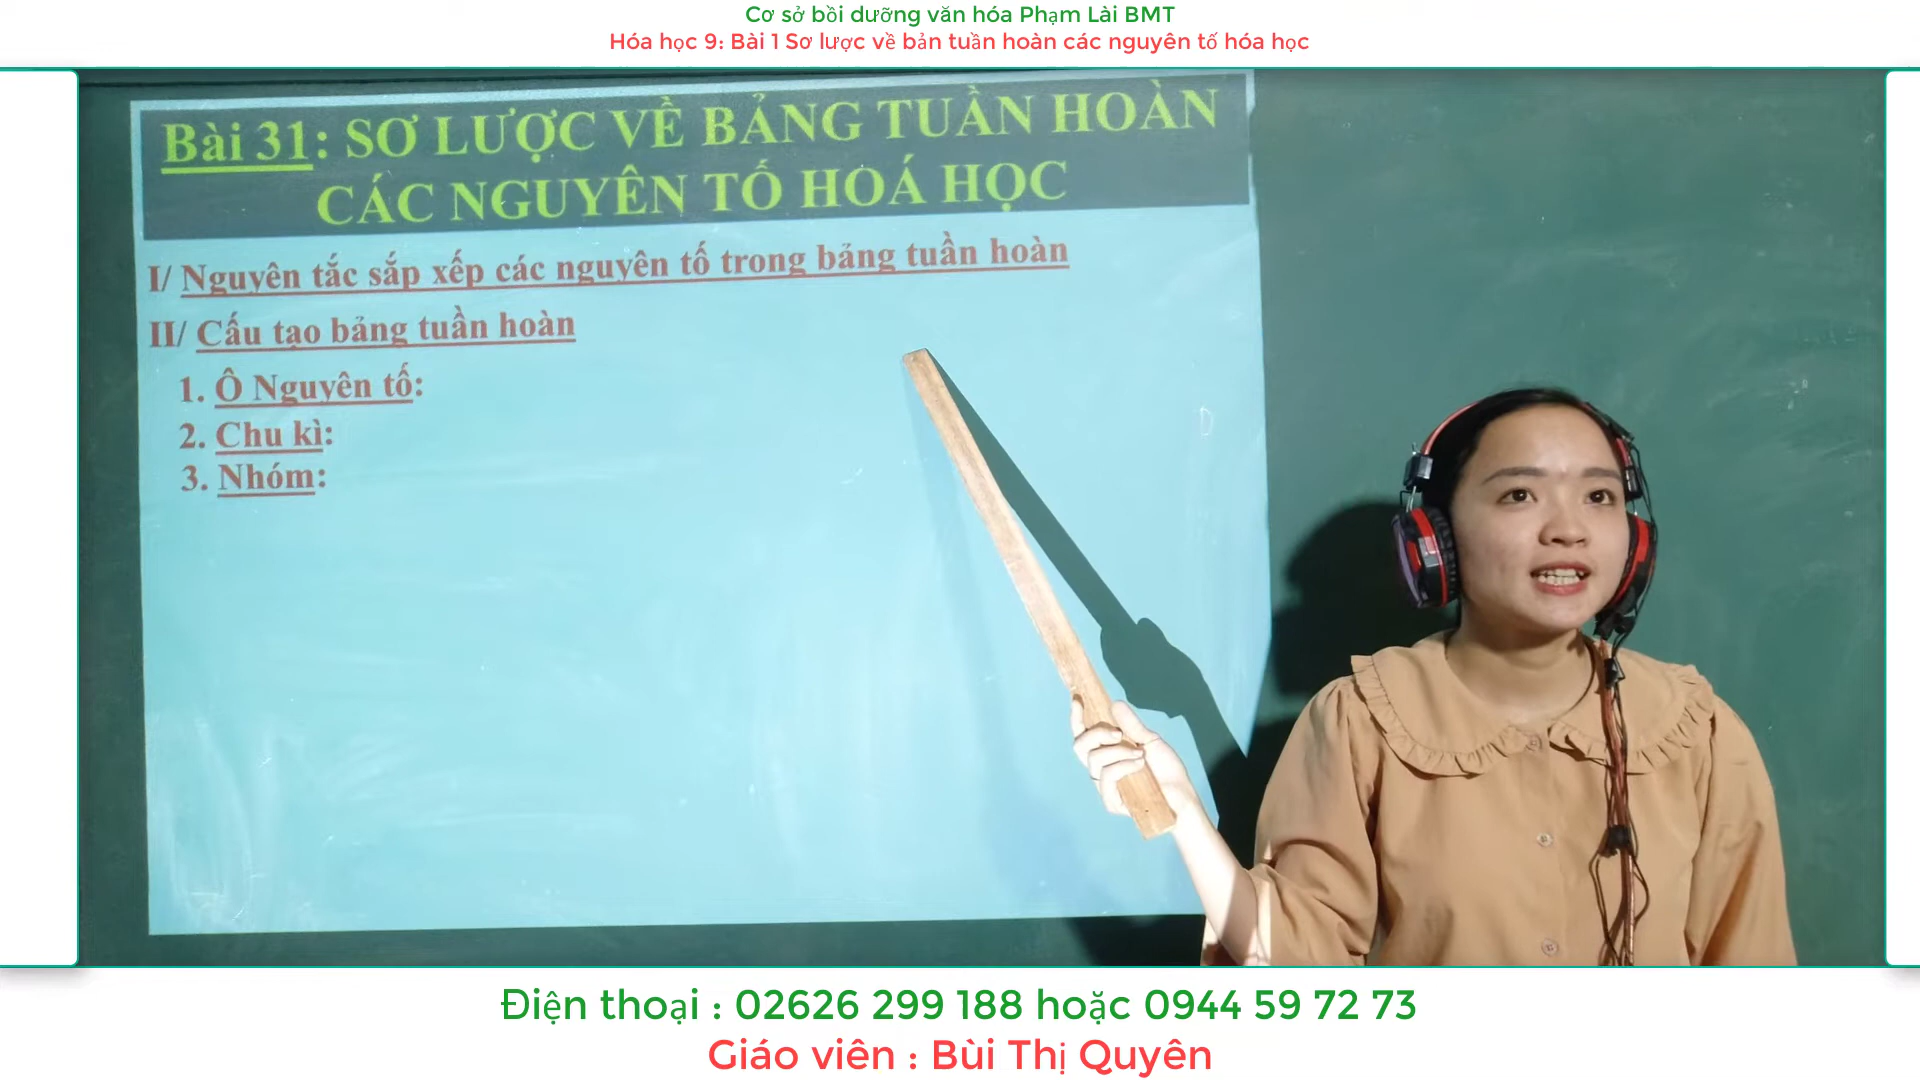 Cơ sở bồi dưỡng văn hóa Phạm Lài BMT
Hóa học 9: Bài 1 Sơ lược về bản tuần hoàn các nguyên tố hóa học
Bài 31: SƠ LƯỢC VỀ BẢNG TUẦN HOÀN
CÁC NGUYÊN TỐ HOÁ HỌC
I/ Nguyên tắc sắp xếp các nguyên tố trong bảng tuần hoàn
II/ Cấu tạo bảng tuần hoàn
1. Ô Nguyên tố:
2. Chu kì:
3. Nhóm:
Điện thoại : 02626 299 188 hoặc 0944 59 72 73
Giáo viên : Bùi Thị Quyên